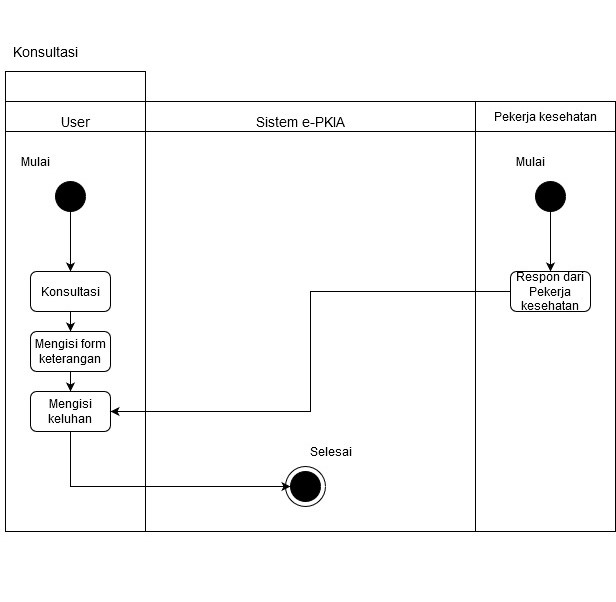 Konsultasi
User
Sistem e-PKIA
Pekerja kesehatan
Mulai
Mulai
Konsultasi
Respon dari
Pekerja
kesehatan
Mengisi form
keterangan
Mengisi
keluhan
Selesai